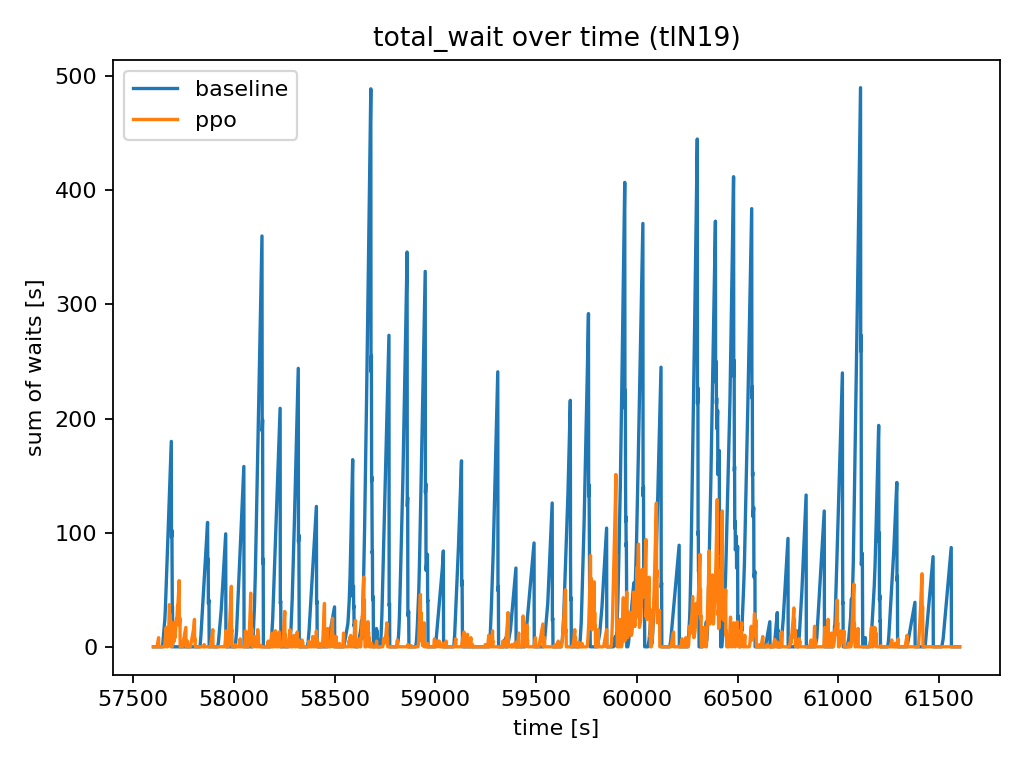 total_wait over time (tlN19)
baseline
ppo
500
400
300
200
100
0
sum of waits [s]
57500 58000 58500 59000 59500 60000 60500 61000 61500
time [s]